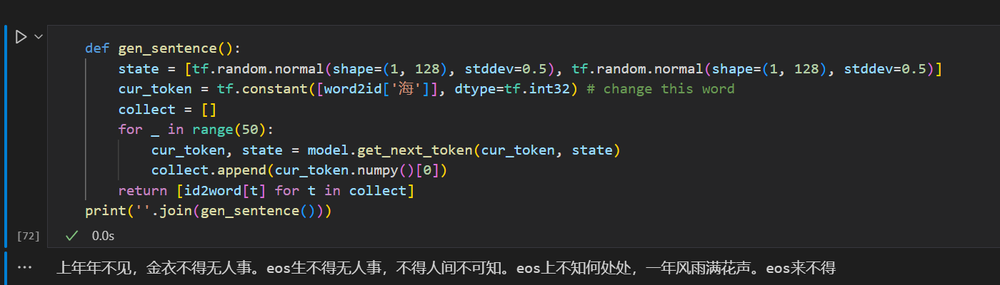 def gen_sentence():
    state = [tf.random.normal(shape=(1, 128), stddev=0.5), tf.random.normal(shape=(1, 128), stddev=0.5)]
    cur_token = tf.constant([word2id['海']], dtype=tf.int32) # change this word
    collect = []
    for _ in range(50):
        cur_token, state = model.get_next_token(cur_token, state)
        collect.append(cur_token.numpy()[0])
    return [id2word[t] for t in collect]
print(''.join(gen_sentence()))
[72] 0.0s
上年年不见，金衣不得无人事。eos生不得无人事，不得人间不可知。eos上不知何处处，一年风雨满花声。eos来不得